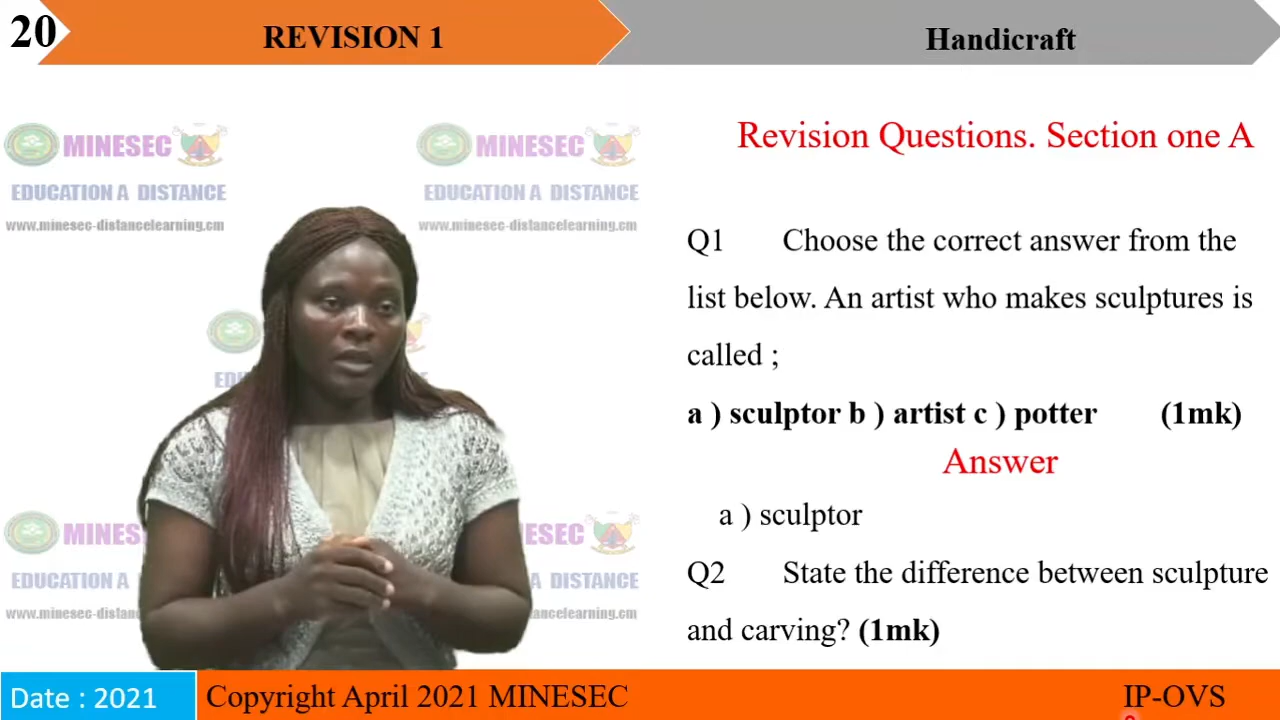 20
REVISION 1
Handicraft
MINESEC
EDUCATION A DISTANCE
www.minesec-distancelearning.cm
MINESEC
EDUCATION A DISTANCE
www.minesec-distancelearning.cm
Revision Questions. Section one A
Q1 Choose the correct answer from the
list below. An artist who makes sculptures is
called ;
a ) sculptor b ) artist c ) potter (1mk)
Answer
a ) sculptor
Q2 State the difference between sculpture
and carving? (1mk)
EDUCATION A
A DISTANCE
Date : 2021
Copyright April 2021 MINESEC
IP-OVS